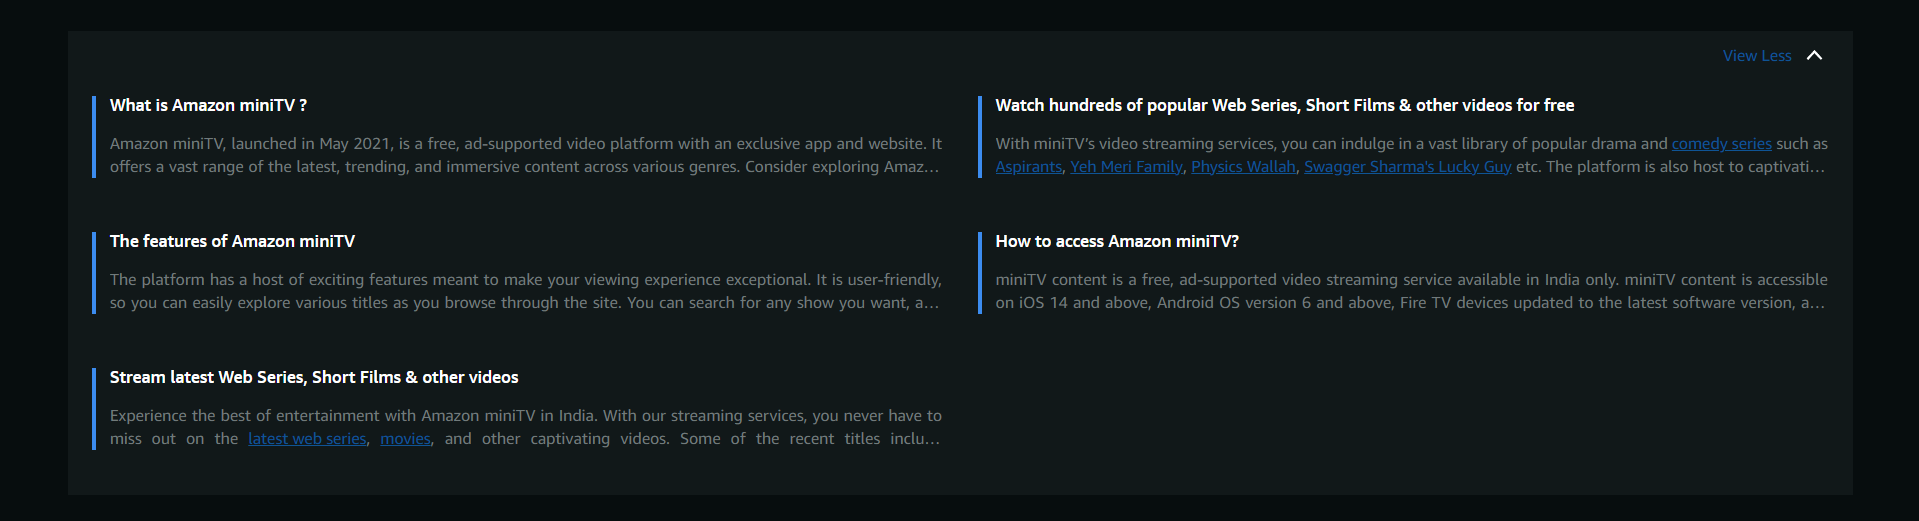 View Less
What is Amazon miniTV ?
Amazon miniTV, launched in May 2021, is a free, ad-supported video platform with an exclusive app and website. It
offers a vast range of the latest, trending, and immersive content across various genres. Consider exploring Amaz...
Watch hundreds of popular Web Series, Short Films & other videos for free
With miniTV’s video streaming services, you can indulge in a vast library of popular drama and comedy series such as
Aspirants, Yeh Meri Family, Physics Wallah, Swagger Sharma's Lucky Guy etc. The platform is also host to captivati...
The features of Amazon miniTV
The platform has a host of exciting features meant to make your viewing experience exceptional. It is user-friendly,
so you can easily explore various titles as you browse through the site. You can search for any show you want, a...
How to access Amazon miniTV?
miniTV content is a free, ad-supported video streaming service available in India only. miniTV content is accessible
on iOS 14 and above, Android OS version 6 and above, Fire TV devices updated to the latest software version, a...
Stream latest Web Series, Short Films & other videos
Experience the best of entertainment with Amazon miniTV in India. With our streaming services, you never have to
miss out on the latest web series, movies, and other captivating videos. Some of the recent titles inclu...